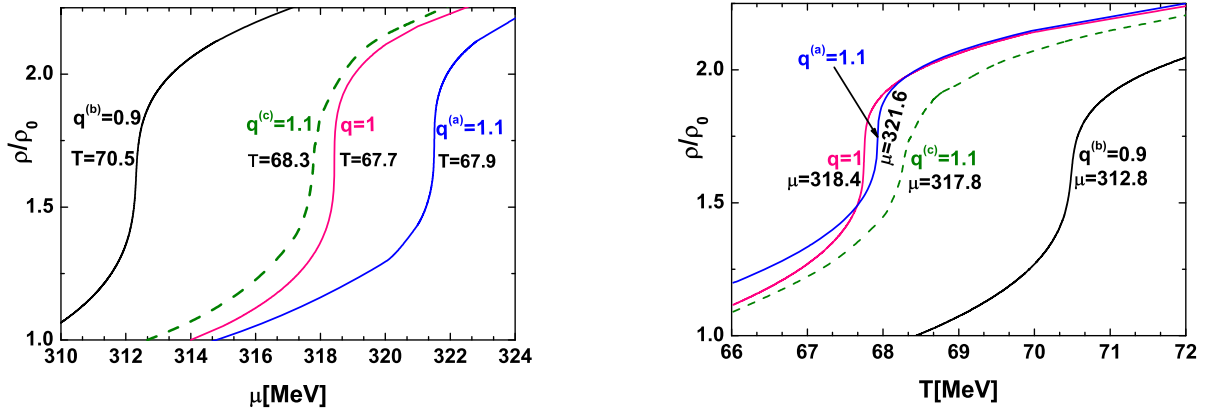 ρ/ρ₀
2.0
1.5
1.0
q⁽ᵇ⁾=0.9
T=70.5
q⁽ᶜ⁾=1.1
T=68.3
q=1
T=67.7
q⁽ᵃ⁾=1.1
T=67.9
310 312 314 316 318 320 322 324
μ[MeV]
ρ/ρ₀
2.0
1.5
1.0
q⁽ᵃ⁾=1.1
μ=321.6
q=1
μ=318.4
q⁽ᶜ⁾=1.1
μ=317.8
q⁽ᵇ⁾=0.9
μ=312.8
66 67 68 69 70 71 72
T[MeV]